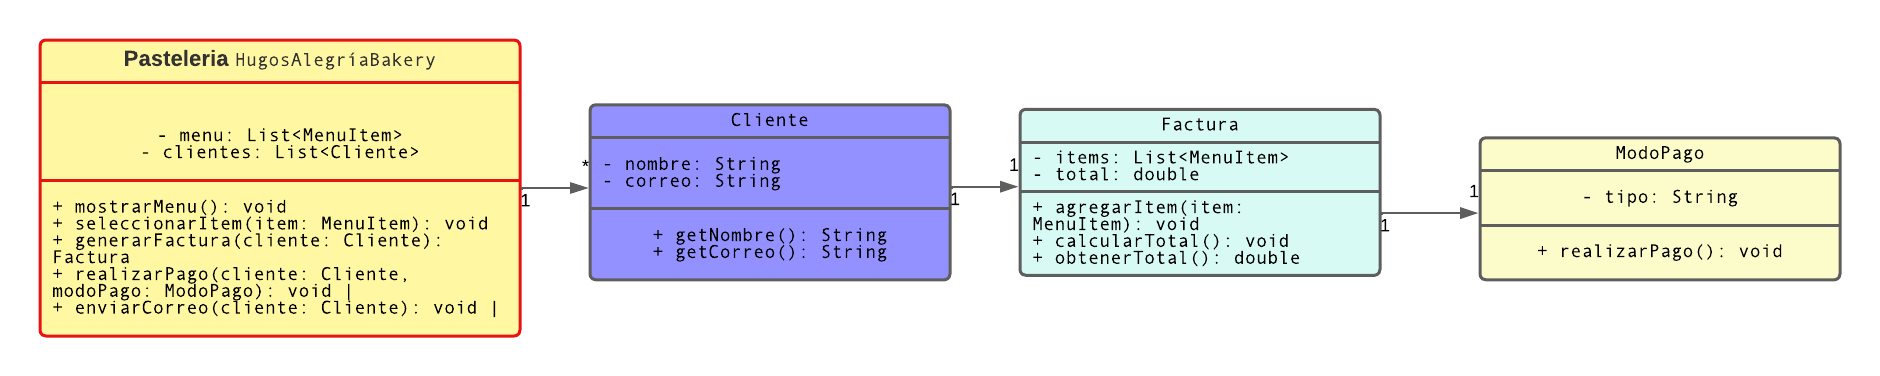 Pasteleria HugosAlegríaBakery
- menu: List<MenuItem>
- clientes: List<Cliente>
+ mostrarMenu(): void
+ seleccionarItem(item: MenuItem): void
+ generarFactura(cliente: Cliente):
Factura
+ realizarPago(cliente: Cliente,
modoPago: ModoPago): void |
+ enviarCorreo(cliente: Cliente): void |
1
*
Cliente
- nombre: String
- correo: String
+ getNombre(): String
+ getCorreo(): String
1
1
Factura
- items: List<MenuItem>
- total: double
+ agregarItem(item:
MenuItem): void
+ calcularTotal(): void
+ obtenerTotal(): double
1
1
ModoPago
- tipo: String
+ realizarPago(): void